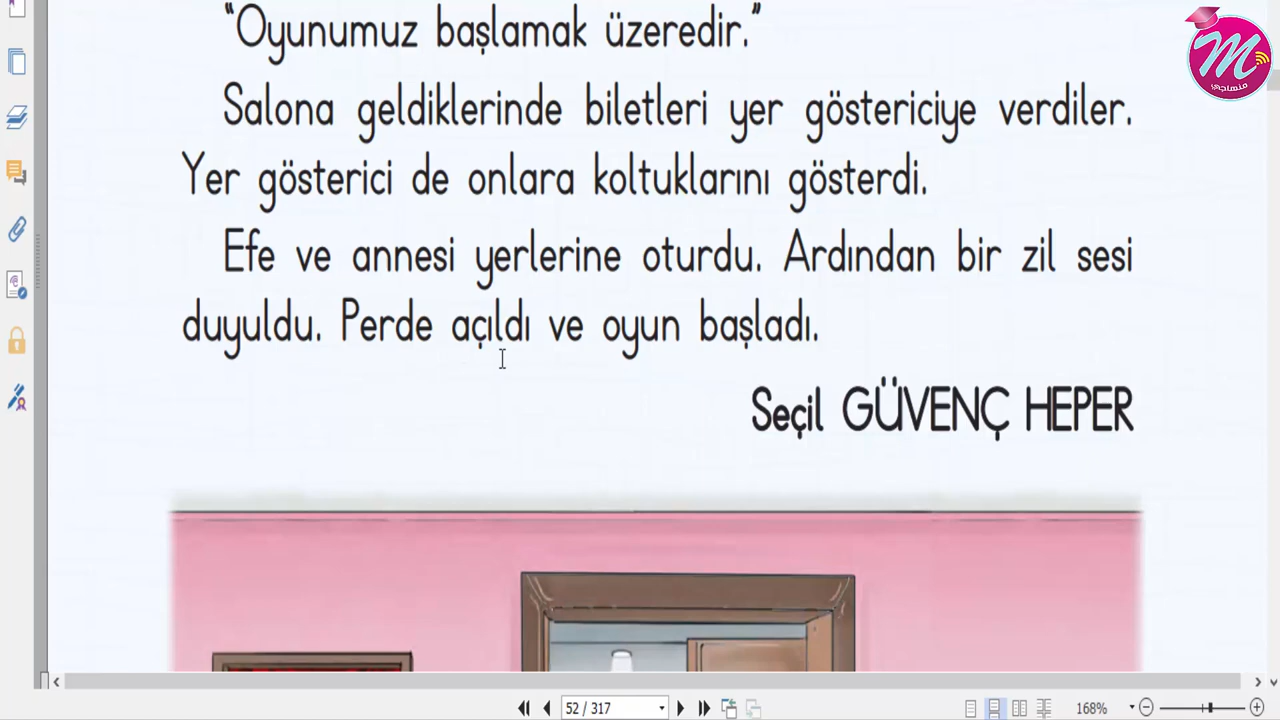 "Oyunumuz başlamak üzeredir."
Salona geldiklerinde biletleri yer göstericiye verdiler.
Yer gösterici de onlara koltuklarını gösterdi.
Efe ve annesi yerlerine oturdu. Ardından bir zil sesi
duyuldu. Perde açıldı ve oyun başladı.
Seçil GÜVENÇ HEPER
M
منهاجي
52 / 317
168%